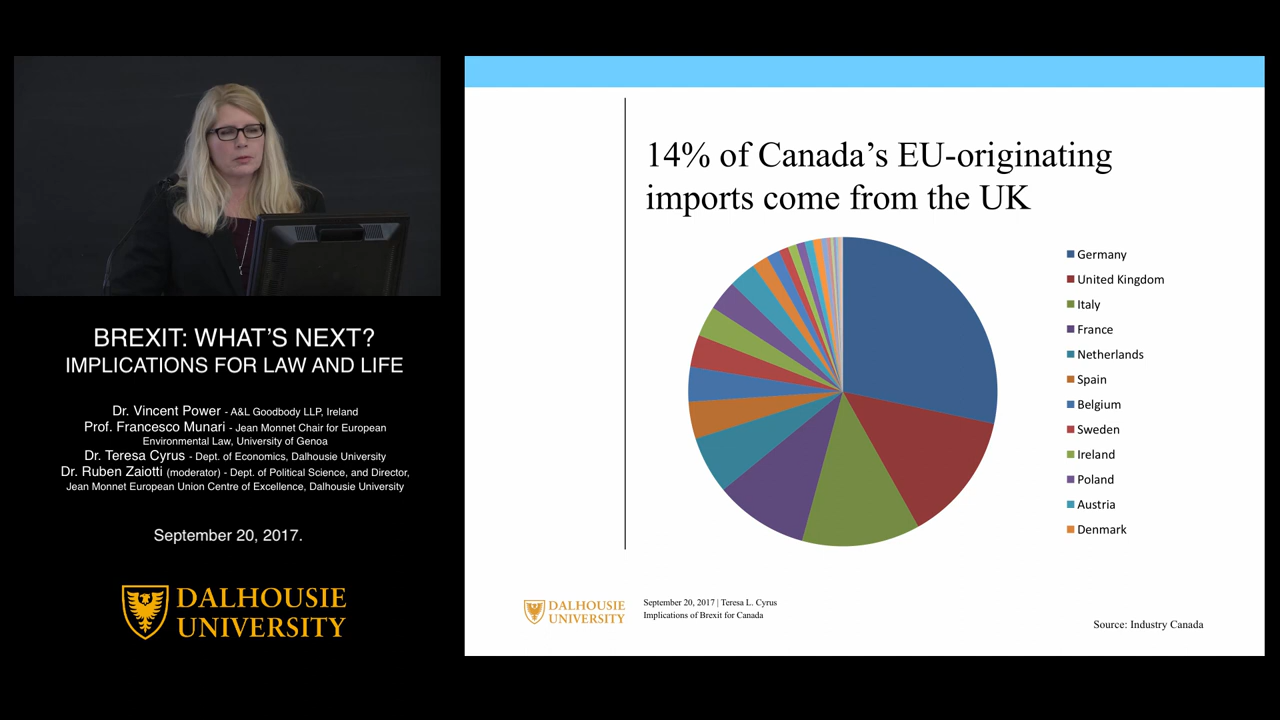 BREXIT: WHAT'S NEXT?
IMPLICATIONS FOR LAW AND LIFE
Dr. Vincent Power - A&L Goodbody LLP, Ireland
Prof. Francesco Munari - Jean Monnet Chair for European
Environmental Law, University of Genoa
Dr. Teresa Cyrus - Dept. of Economics, Dalhousie University
Dr. Ruben Zaiotti (moderator) - Dept. of Political Science, and Director,
Jean Monnet European Union Centre of Excellence, Dalhousie University
September 20, 2017.
DALHOUSIE
UNIVERSITY
14% of Canada's EU-originating
imports come from the UK
Germany
United Kingdom
Italy
France
Netherlands
Spain
Belgium
Sweden
Ireland
Poland
Austria
Denmark
DALHOUSIE
UNIVERSITY
September 20, 2017 | Teresa L. Cyrus
Implications of Brexit for Canada
Source: Industry Canada